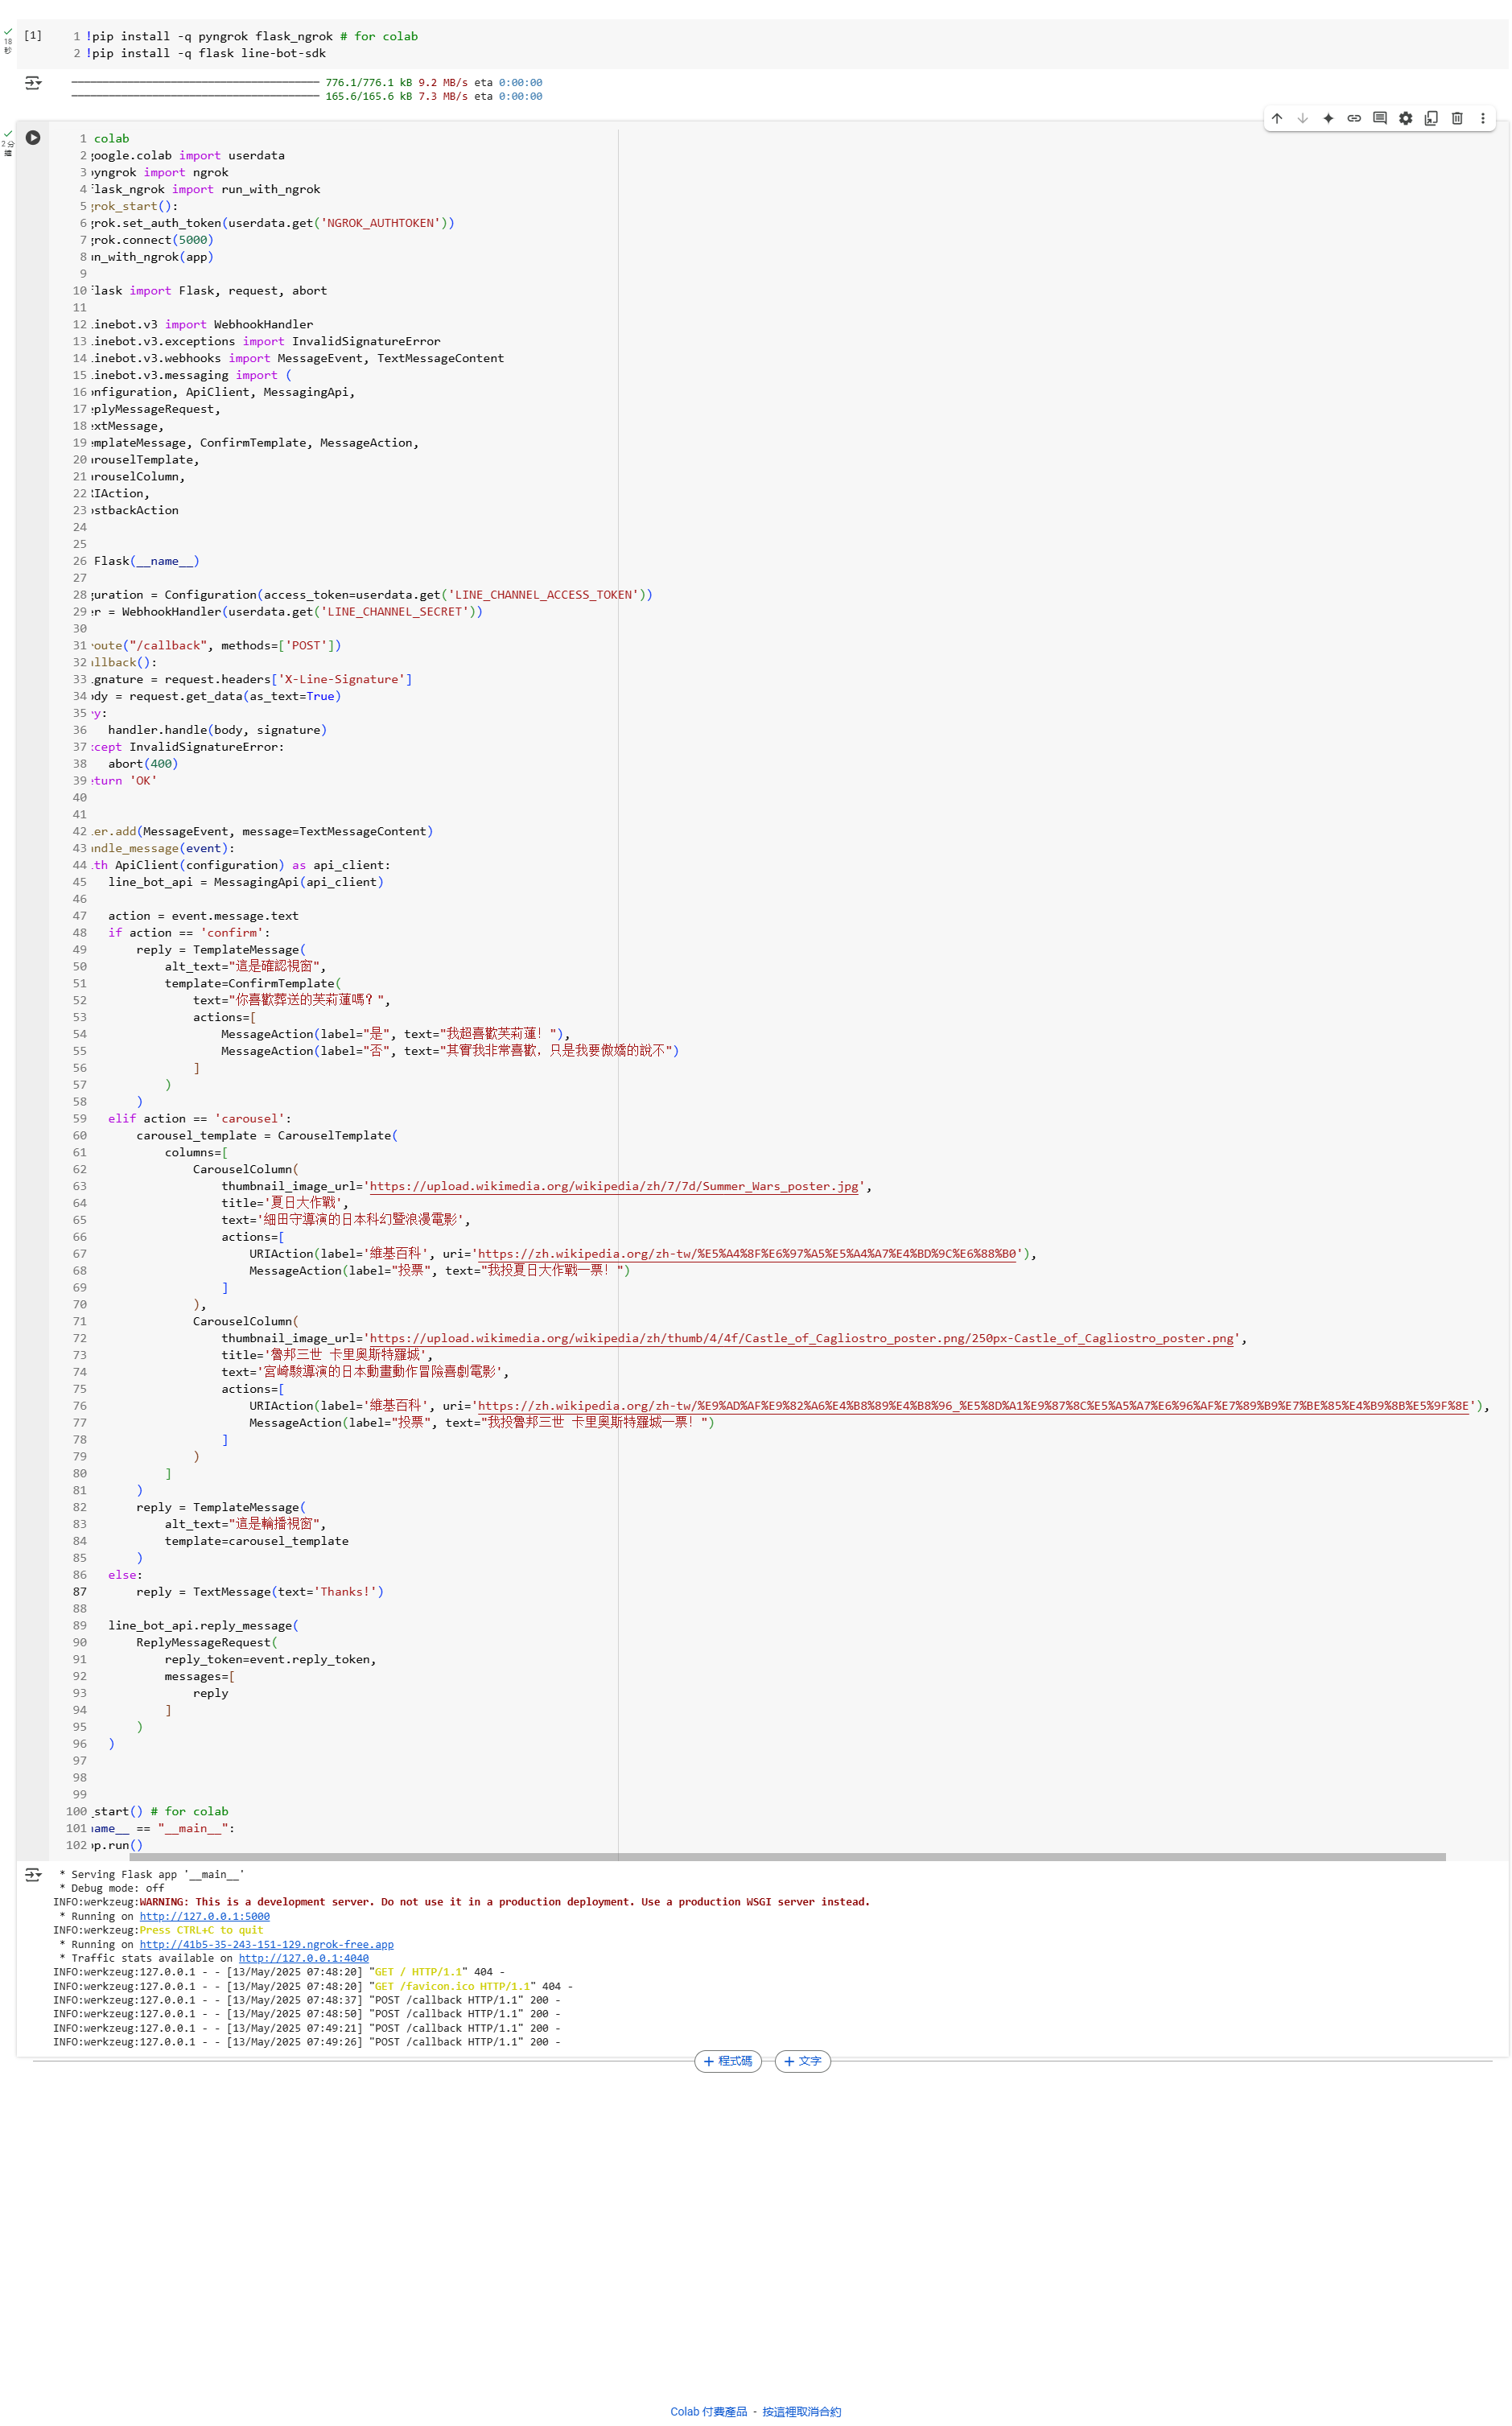 18
秒
[1]
1 !pip install -q pyngrok flask_ngrok # for colab
2 !pip install -q flask line-bot-sdk
776.1/776.1 kB 9.2 MB/s eta 0:00:00
165.6/165.6 kB 7.3 MB/s eta 0:00:00
2 分
鐘
1 colab
2 google.colab import userdata
3 pyngrok import ngrok
4 flask_ngrok import run_with_ngrok
5 grok_start():
6 grok.set_auth_token(userdata.get('NGROK_AUTHTOKEN'))
7 grok.connect(5000)
8 un_with_ngrok(app)
9
10 flask import Flask, request, abort
11
12 linebot.v3 import WebhookHandler
13 linebot.v3.exceptions import InvalidSignatureError
14 linebot.v3.webhooks import MessageEvent, TextMessageContent
15 linebot.v3.messaging import (
16 onfiguration, ApiClient, MessagingApi,
17 eplyMessageRequest,
18 extMessage,
19 emplateMessage, ConfirmTemplate, MessageAction,
20 arouselTemplate,
21 arouselColumn,
22 RIAction,
23 ostbackAction
24
25
26 Flask(__name__)
27
28 guration = Configuration(access_token=userdata.get('LINE_CHANNEL_ACCESS_TOKEN'))
29 er = WebhookHandler(userdata.get('LINE_CHANNEL_SECRET'))
30
31 route("/callback", methods=['POST'])
32 allback():
33 ignature = request.headers['X-Line-Signature']
34 ody = request.get_data(as_text=True)
35 ry:
36 handler.handle(body, signature)
37 xcept InvalidSignatureError:
38 abort(400)
39 eturn 'OK'
40
41
42 ler.add(MessageEvent, message=TextMessageContent)
43 andle_message(event):
44 ith ApiClient(configuration) as api_client:
45 line_bot_api = MessagingApi(api_client)
46
47 action = event.message.text
48 if action == 'confirm':
49 reply = TemplateMessage(
50 alt_text="這是確認視窗",
51 template=ConfirmTemplate(
52 text="你喜歡葬送的芙莉蓮嗎？",
53 actions=[
54 MessageAction(label="是", text="我超喜歡芙莉蓮！"),
55 MessageAction(label="否", text="其實我非常喜歡，只是我要傲嬌的說不")
56 ]
57 )
58 )
59 elif action == 'carousel':
60 carousel_template = CarouselTemplate(
61 columns=[
62 CarouselColumn(
63 thumbnail_image_url='https://upload.wikimedia.org/wikipedia/zh/7/7d/Summer_Wars_poster.jpg',
64 title='夏日大作戰',
65 text='細田守導演的日本科幻暨浪漫電影',
66 actions=[
67 URIAction(label='維基百科', uri='https://zh.wikipedia.org/zh-tw/%E5%A4%8F%E6%97%A5%E5%A4%A7%E4%BD%9C%E6%88%B0'),
68 MessageAction(label="投票", text="我投夏日大作戰一票！")
69 ]
70 ),
71 CarouselColumn(
72 thumbnail_image_url='https://upload.wikimedia.org/wikipedia/zh/thumb/4/4f/Castle_of_Cagliostro_poster.png/250px-Castle_of_Cagliostro_poster.png',
73 title='魯邦三世 卡里奧斯特羅城',
74 text='宮崎駿導演的日本動畫動作冒險喜劇電影',
75 actions=[
76 URIAction(label='維基百科', uri='https://zh.wikipedia.org/zh-tw/%E9%AD%AF%E9%82%A6%E4%B8%89%E4%B8%96_%E5%8D%A1%E9%87%8C%E5%A5%A7%E6%96%AF%E7%89%B9%E7%BE%85%E4%B9%8B%E5%9F%8E'),
77 MessageAction(label="投票", text="我投魯邦三世 卡里奧斯特羅城一票！")
78 ]
79 )
80 ]
81 )
82 reply = TemplateMessage(
83 alt_text="這是輪播視窗",
84 template=carousel_template
85 )
86 else:
87 reply = TextMessage(text='Thanks!')
88
89 line_bot_api.reply_message(
90 ReplyMessageRequest(
91 reply_token=event.reply_token,
92 messages=[
93 reply
94 ]
95 )
96 )
97
98
99
100 _start() # for colab
101 name__ == "__main__":
102 pp.run()
* Serving Flask app '__main__'
* Debug mode: off
INFO:werkzeug:WARNING: This is a development server. Do not use it in a production deployment. Use a production WSGI server instead.
* Running on http://127.0.0.1:5000
INFO:werkzeug:Press CTRL+C to quit
* Running on http://41b5-35-243-151-129.ngrok-free.app
* Traffic stats available on http://127.0.0.1:4040
INFO:werkzeug:127.0.0.1 - - [13/May/2025 07:48:20] "GET / HTTP/1.1" 404 -
INFO:werkzeug:127.0.0.1 - - [13/May/2025 07:48:20] "GET /favicon.ico HTTP/1.1" 404 -
INFO:werkzeug:127.0.0.1 - - [13/May/2025 07:48:37] "POST /callback HTTP/1.1" 200 -
INFO:werkzeug:127.0.0.1 - - [13/May/2025 07:48:50] "POST /callback HTTP/1.1" 200 -
INFO:werkzeug:127.0.0.1 - - [13/May/2025 07:49:21] "POST /callback HTTP/1.1" 200 -
INFO:werkzeug:127.0.0.1 - - [13/May/2025 07:49:26] "POST /callback HTTP/1.1" 200 -
+ 程式碼 + 文字
Colab 付費產品 - 按這裡取消合約